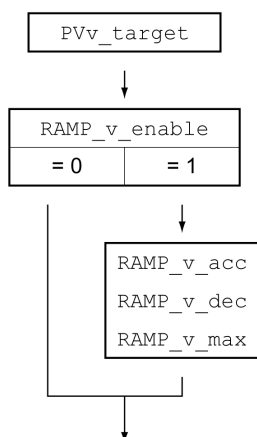 PVv_target
RAMP_v_enable
= 0 = 1
RAMP_v_acc
RAMP_v_dec
RAMP_v_max